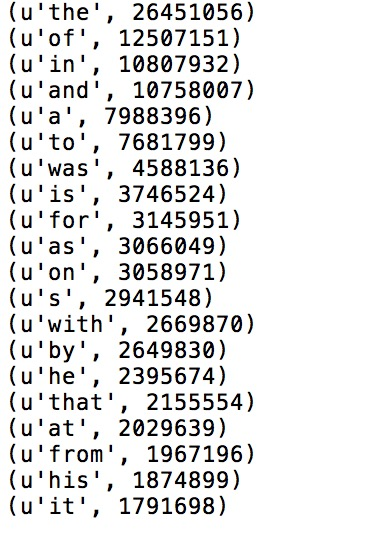 (u'the', 26451056)
(u'of', 12507151)
(u'in', 10807932)
(u'and', 10758007)
(u'a', 7988396)
(u'to', 7681799)
(u'was', 4588136)
(u'is', 3746524)
(u'for', 3145951)
(u'as', 3066049)
(u'on', 3058971)
(u's', 2941548)
(u'with', 2669870)
(u'by', 2649830)
(u'he', 2395674)
(u'that', 2155554)
(u'at', 2029639)
(u'from', 1967196)
(u'his', 1874899)
(u'it', 1791698)